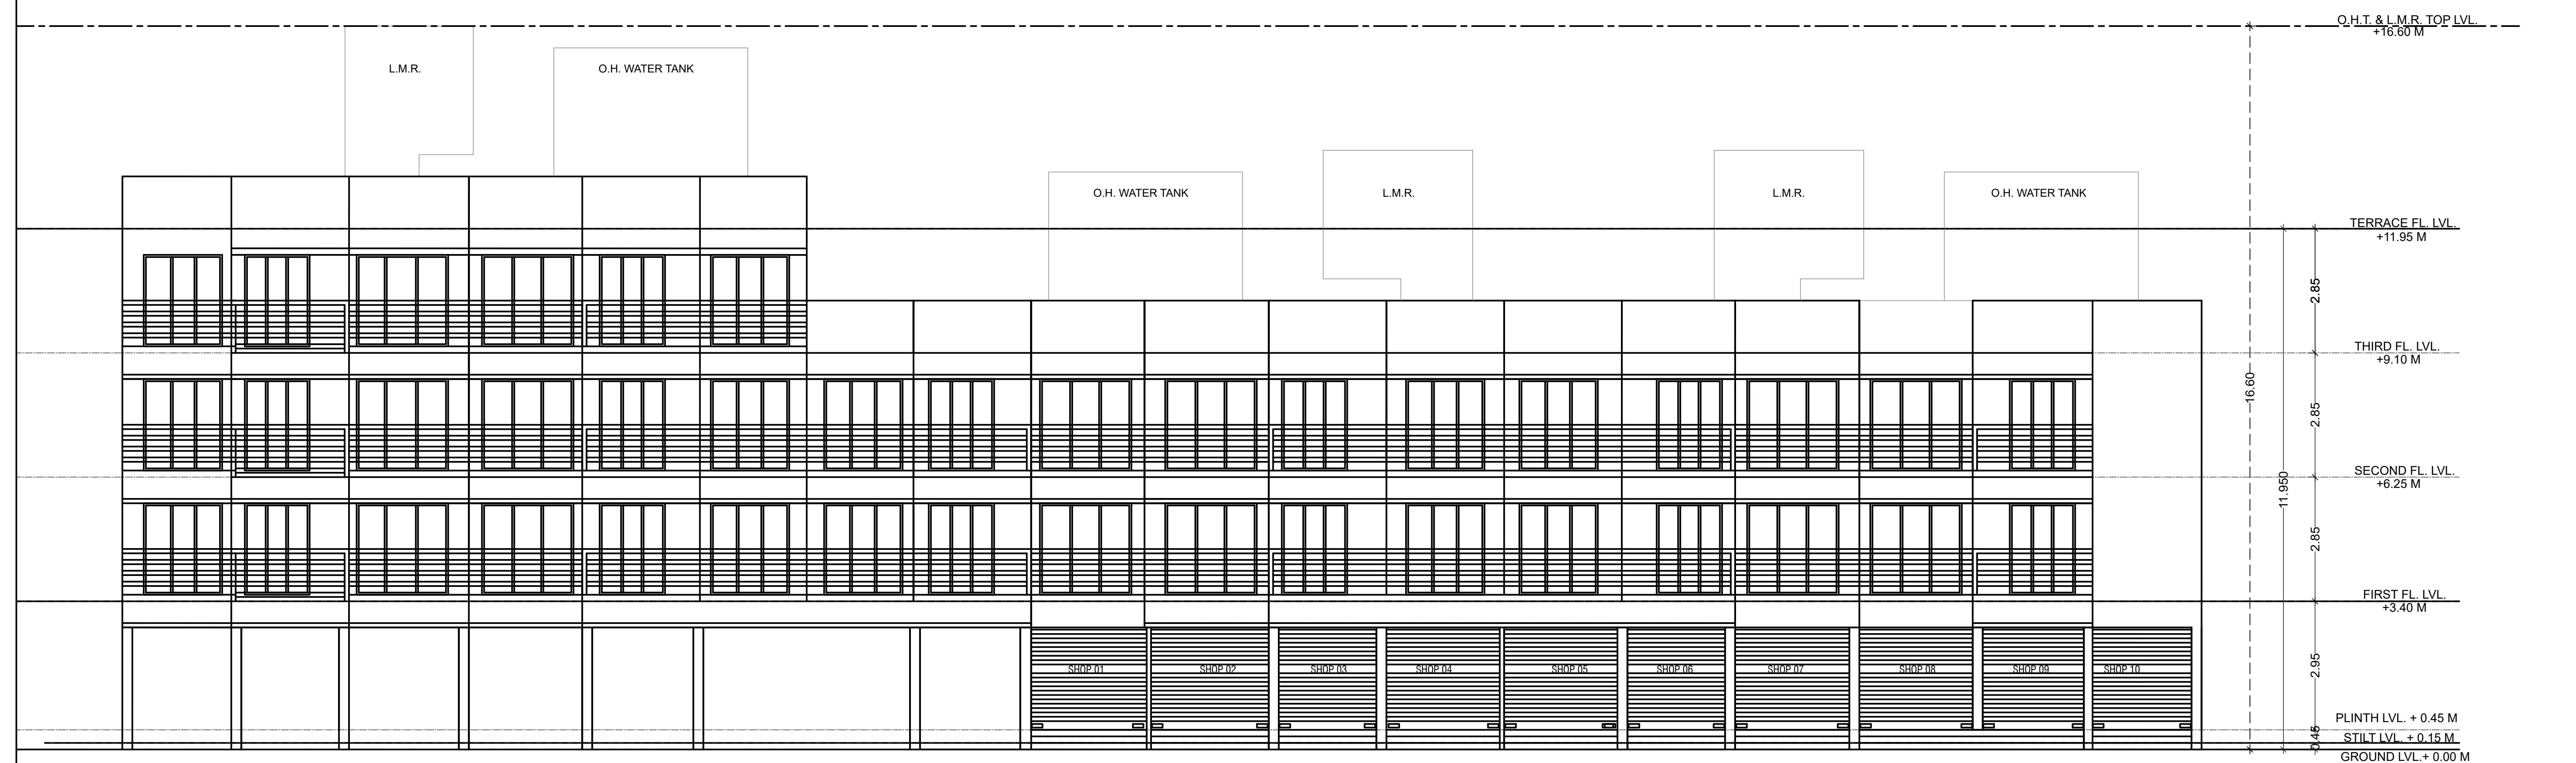 O.H.T. & L.M.R. TOP LVL.
+16.60 M
L.M.R.
O.H. WATER TANK
O.H. WATER TANK
L.M.R.
L.M.R.
O.H. WATER TANK
TERRACE FL. LVL.
+11.95 M
2.85
THIRD FL. LVL.
+9.10 M
16.60
2.85
SECOND FL. LVL.
+6.25 M
11.950
2.85
FIRST FL. LVL.
+3.40 M
SHOP 01
SHOP 02
SHOP 03
SHOP 04
SHOP 05
SHOP 06
SHOP 07
SHOP 08
SHOP 09
SHOP 10
2.95
PLINTH LVL. + 0.45 M
0.45
STILT LVL. + 0.15 M
GROUND LVL.+ 0.00 M